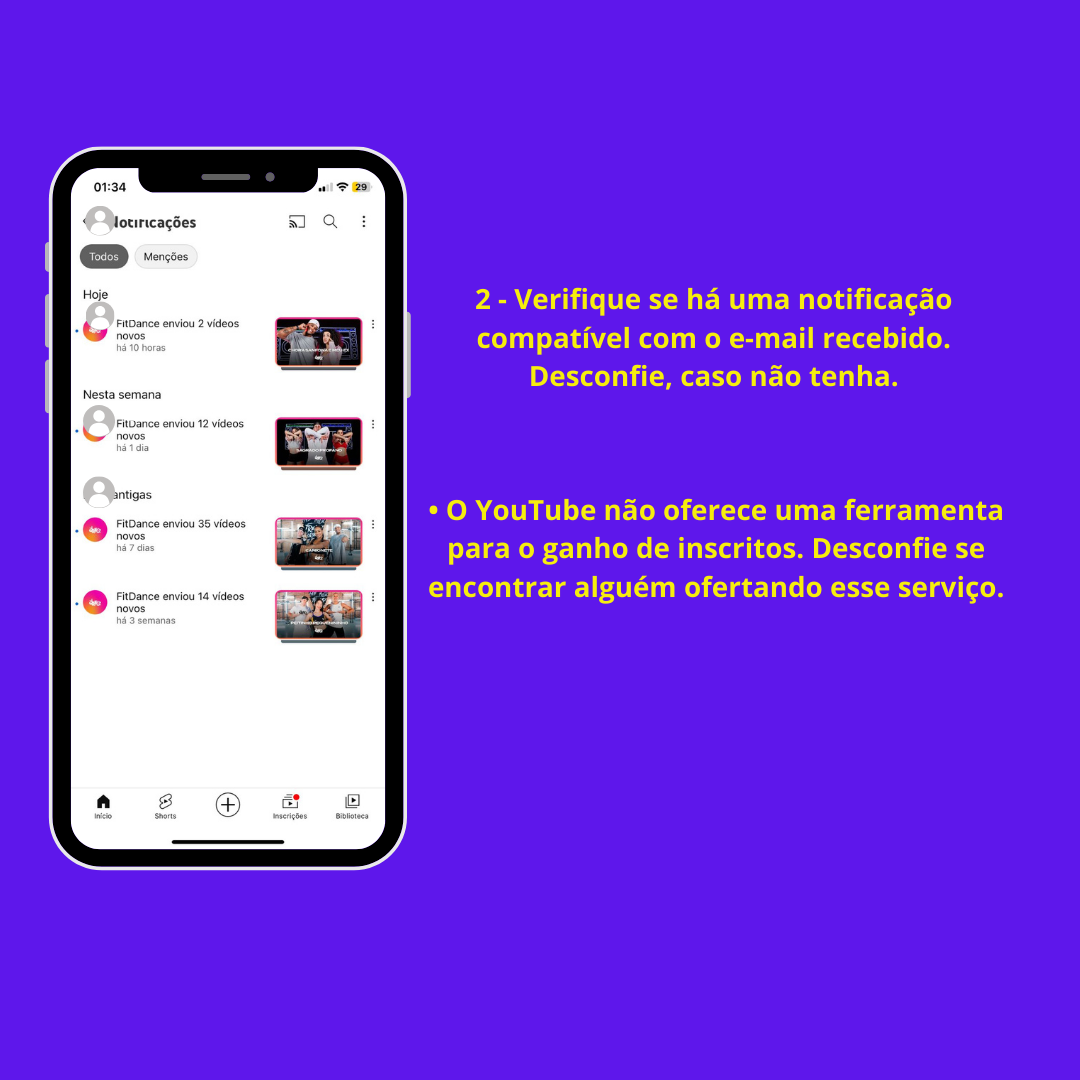 01:34
29
Notificações
Todos
Menções
Hoje
FitDance enviou 2 vídeos
novos
há 10 horas
Nesta semana
FitDance enviou 12 vídeos
novos
há 1 dia
antigas
FitDance enviou 35 vídeos
novos
há 7 dias
CAMIONETE
FitDance enviou 14 vídeos
novos
há 3 semanas
Início
Shorts
Inscrições
Biblioteca
2 - Verifique se há uma notificação
compatível com o e-mail recebido.
Desconfie, caso não tenha.
• O YouTube não oferece uma ferramenta
para o ganho de inscritos. Desconfie se
encontrar alguém ofertando esse serviço.